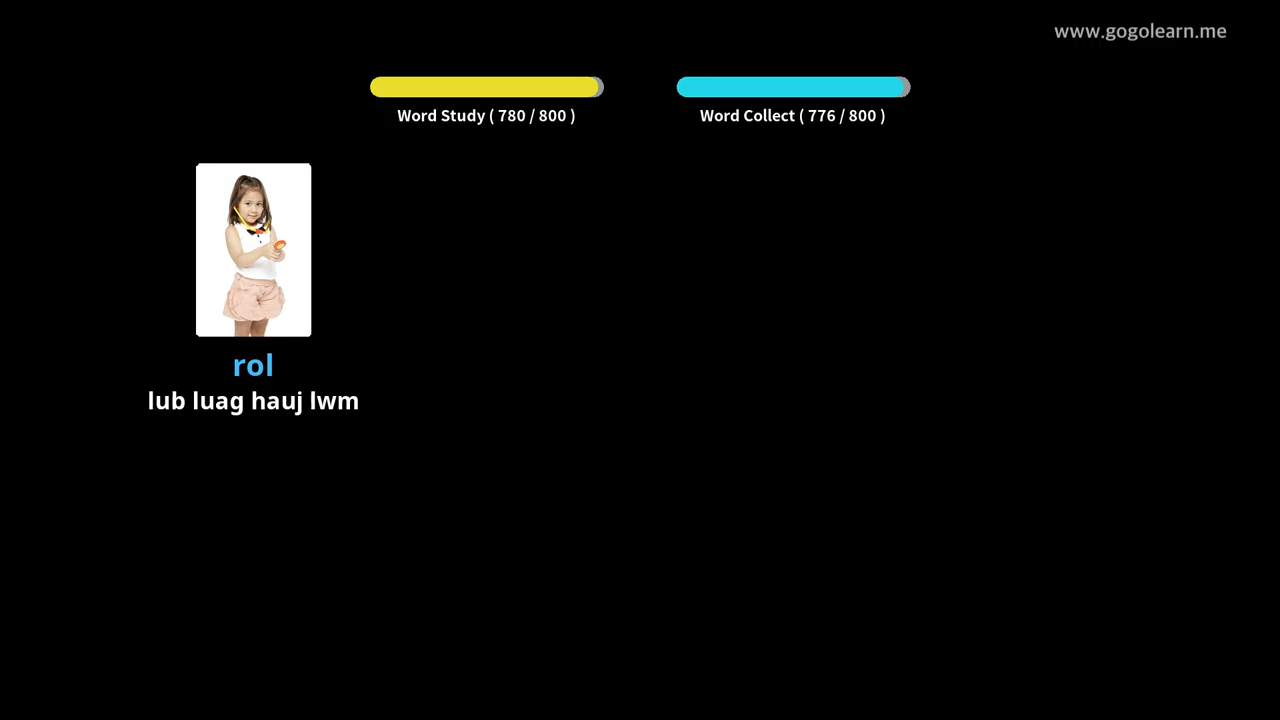 www.gogolearn.me
Word Study ( 780 / 800 )
Word Collect ( 776 / 800 )
rol
lub luag hauj lwm